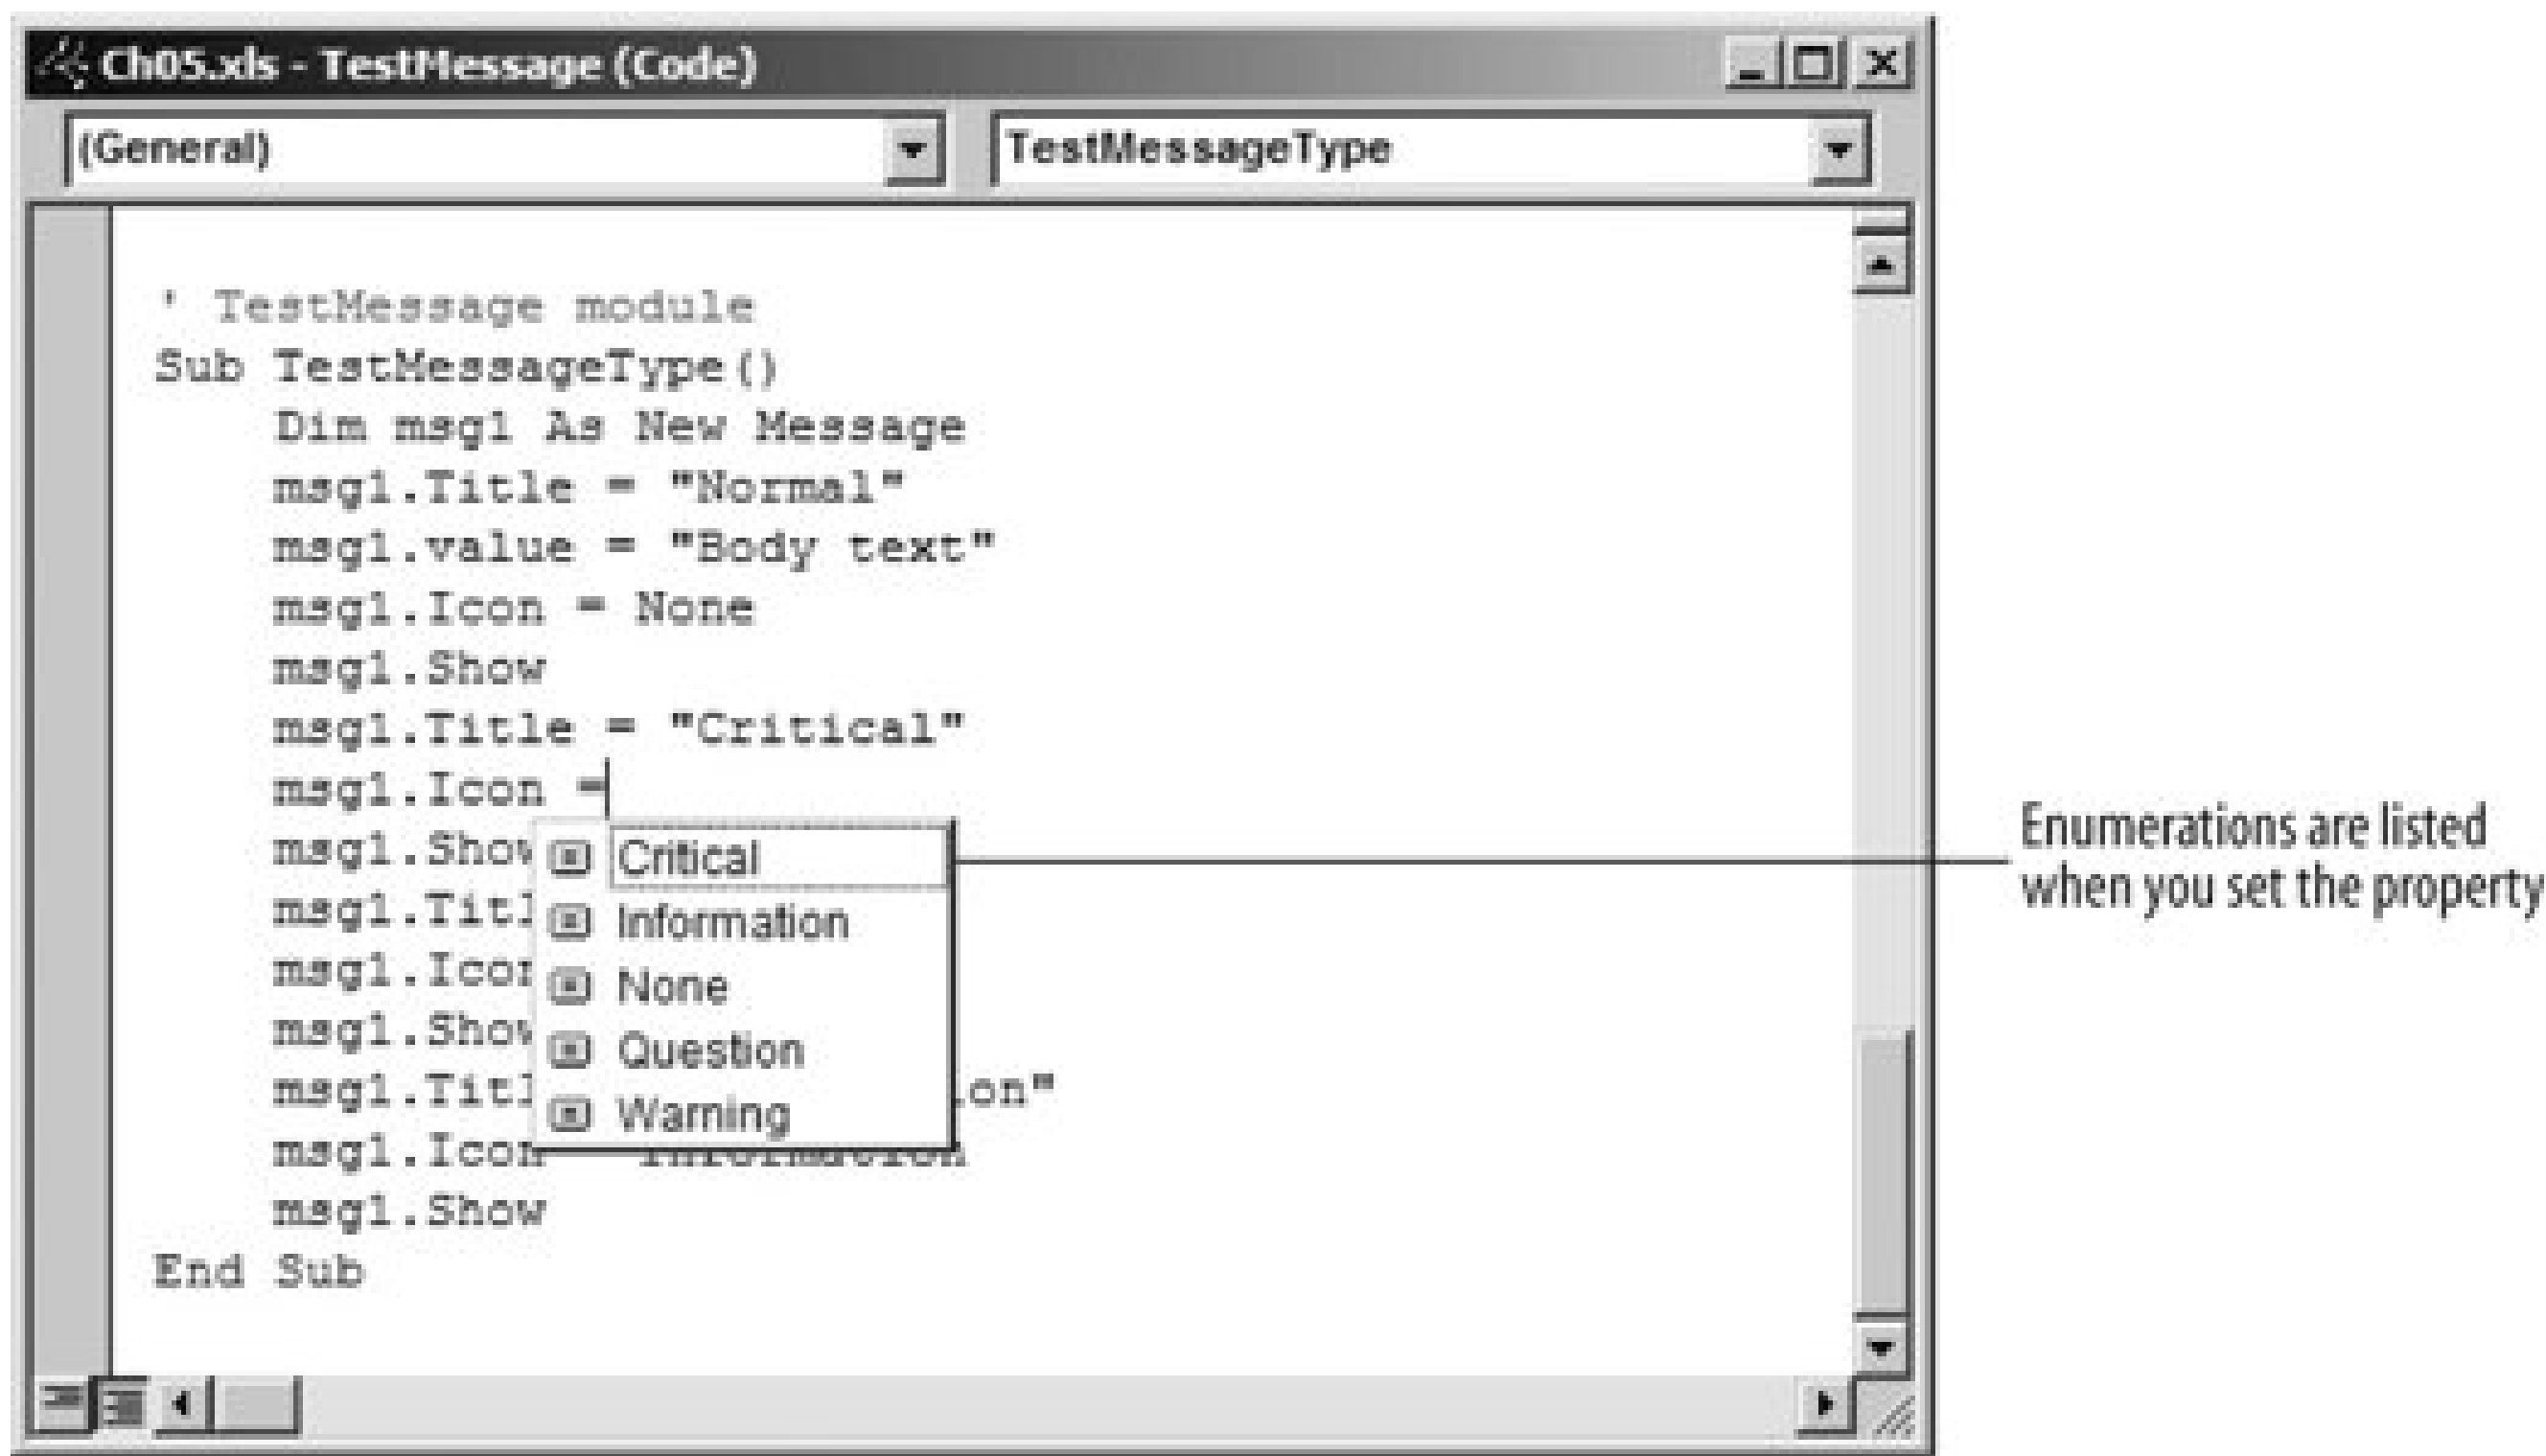 Ch05.xls - TestMessage (Code)
(General)
TestMessageType
' TestMessage module
Sub TestMessageType()
Dim msg1 As New Message
msg1.Title = "Normal"
msg1.value = "Body text"
msg1.Icon = None
msg1.Show
msg1.Title = "Critical"
msg1.Icon =
msg1.Show
Critical
msg1.Titl
Information
msg1.Icon
None
msg1.Show
Question
msg1.Titl on"
Warning
msg1.Icon Information
msg1.Show
End Sub
Enumerations are listed
when you set the property